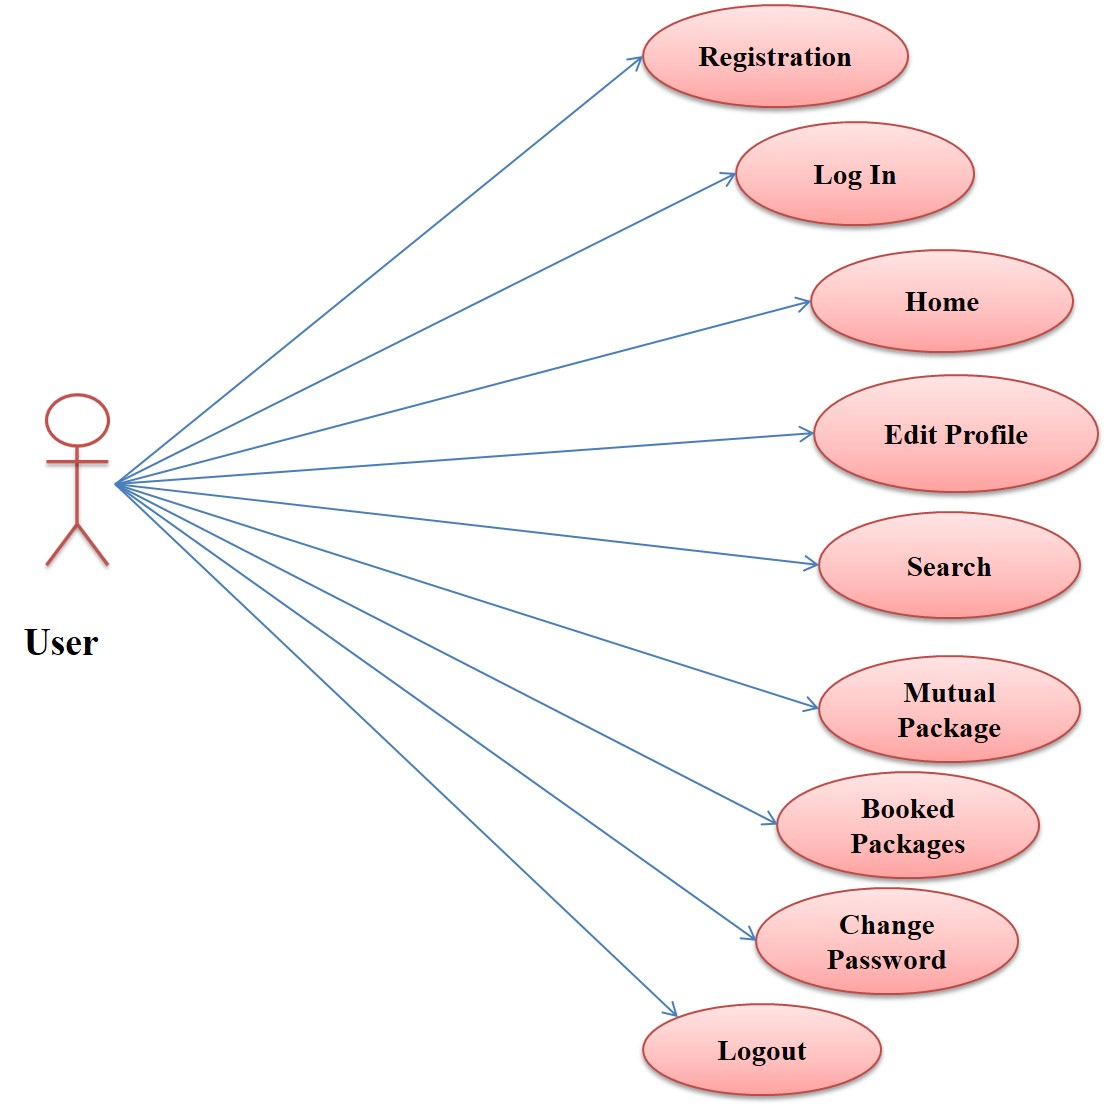 Registration
Log In
Home
Edit Profile
Search
User
Mutual
Package
Booked
Packages
Change
Password
Logout